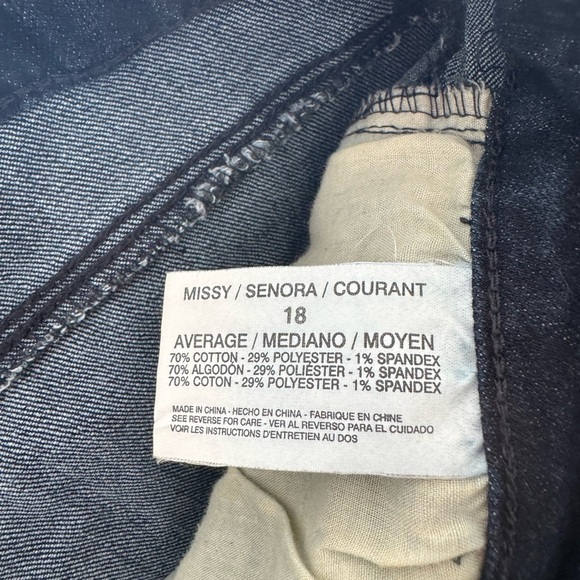 MISSY / SENORA / COURANT
18
AVERAGE / MEDIANO / MOYEN
70% COTTON - 29% POLYESTER - 1% SPANDEX
70% ALGODÓN - 29% POLIÉSTER - 1% SPANDEX
70% COTON - 29% POLYESTER - 1% SPANDEX
MADE IN CHINA - HECHO EN CHINA - FABRIQUE EN CHINE
SEE REVERSE FOR CARE - VER AL REVERSO PARA EL CUIDADO
VOIR LES INSTRUCTIONS D'ENTRETIEN AU DOS